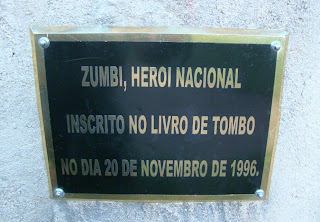 ZUMBI, HEROI NACIONAL
INSCRITO NO LIVRO DE TOMBO
NO DIA 20 DE NOVEMBRO DE 1996.